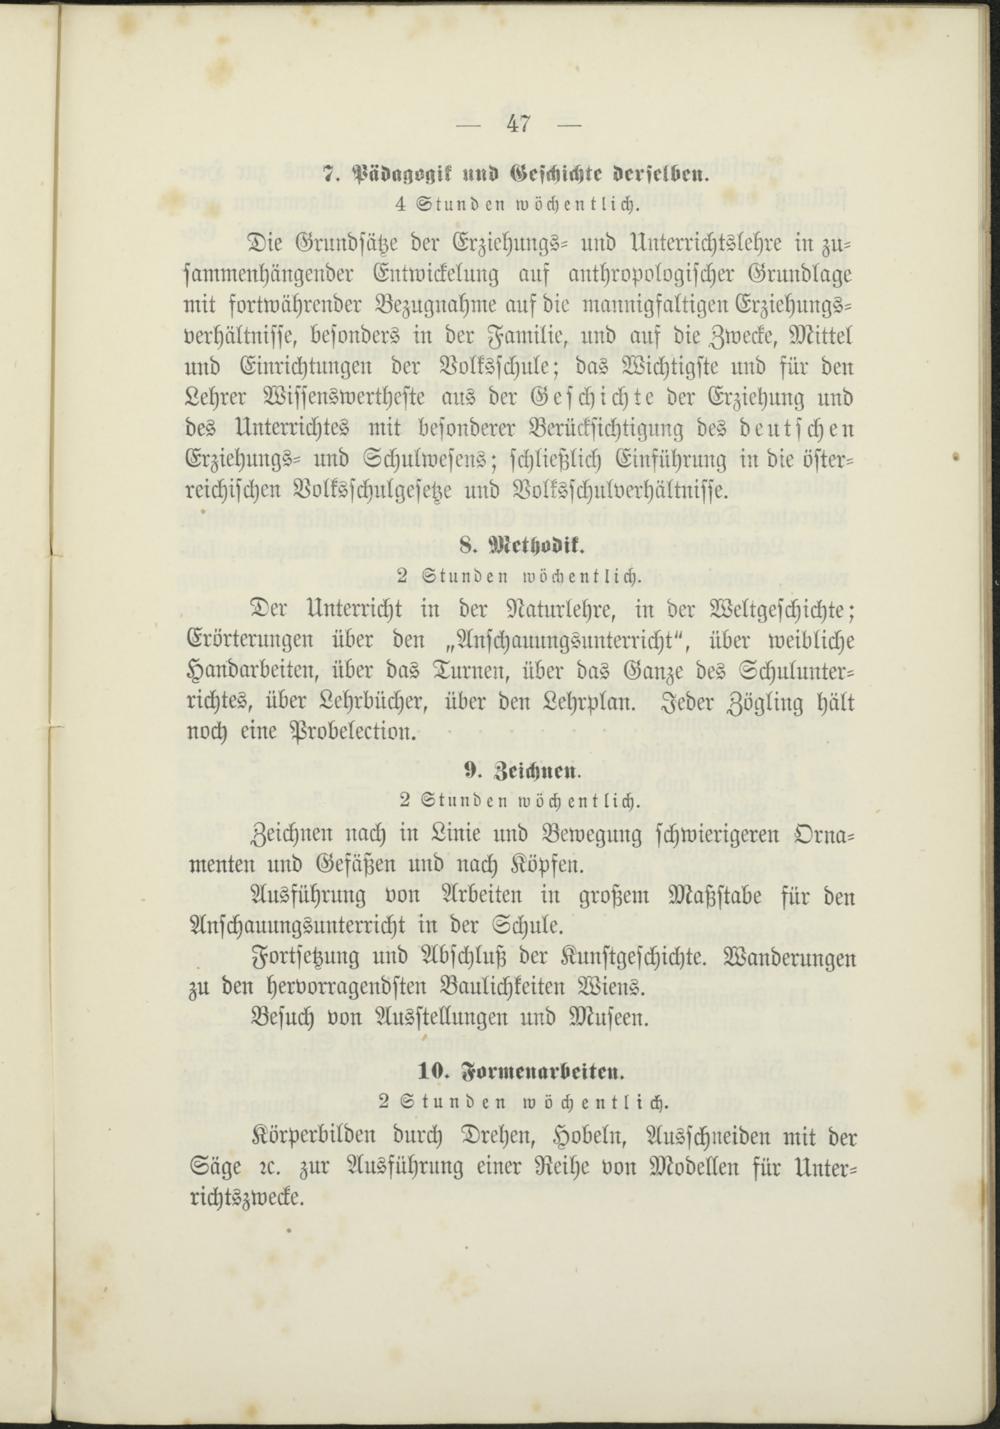 — 47 —
7. Pädagogik und Geschichte derselben.
4 Stunden wöchentlich.
Die Grundsätze der Erziehungs- und Unterrichtslehre in zu-
sammenhängender Entwickelung auf anthropologischer Grundlage
mit fortwährender Bezugnahme auf die mannigfaltigen Erziehungs-
verhältnisse, besonders in der Familie, und auf die Zwecke, Mittel
und Einrichtungen der Volksschule; das Wichtigste und für den
Lehrer Wissenswertheste aus der Geschichte der Erziehung und
des Unterrichtes mit besonderer Berücksichtigung des deutschen
Erziehungs- und Schulwesens; schließlich Einführung in die öster-
reichischen Volksschulgesetze und Volksschulverhältnisse.
8. Methodik.
2 Stunden wöchentlich.
Der Unterricht in der Naturlehre, in der Weltgeschichte;
Erörterungen über den „Anschauungsunterricht“, über weibliche
Handarbeiten, über das Turnen, über das Ganze des Schulunter-
richtes, über Lehrbücher, über den Lehrplan. Jeder Zögling hält
noch eine Probelection.
9. Zeichnen.
2 Stunden wöchentlich.
Zeichnen nach in Linie und Bewegung schwierigeren Orna-
menten und Gefäßen und nach Köpfen.
Ausführung von Arbeiten in großem Maßstabe für den
Anschauungsunterricht in der Schule.
Fortsetzung und Abschluß der Kunstgeschichte. Wanderungen
zu den hervorragendsten Baulichkeiten Wiens.
Besuch von Ausstellungen und Museen.
10. Formenarbeiten.
2 Stunden wöchentlich.
Körperbilden durch Drehen, Hobeln, Ausschneiden mit der
Säge ꝛc. zur Ausführung einer Reihe von Modellen für Unter-
richtszwecke.